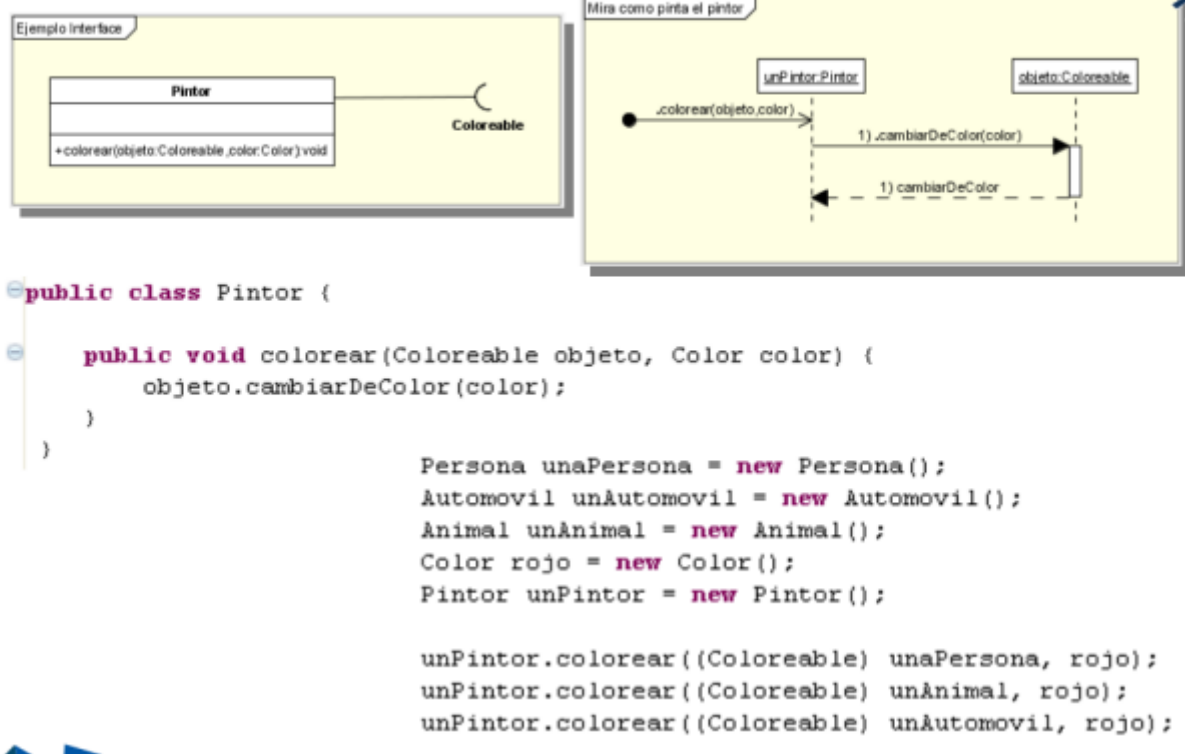 Ejemplo Interface
Pintor
Coloreable
+colorear(objeto:Coloreable,color:Color):void
Mira como pinta el pintor
unPintor:Pintor
objeto:Coloreable
.colorear(objeto,color)
1) .cambiarDeColor(color)
1) cambiarDeColor
public class Pintor {
public void colorear(Coloreable objeto, Color color) {
objeto.cambiarDeColor(color);
}
}
Persona unaPersona = new Persona();
Automovil unAutomovil = new Automovil();
Animal unAnimal = new Animal();
Color rojo = new Color();
Pintor unPintor = new Pintor();
unPintor.colorear((Coloreable) unaPersona, rojo);
unPintor.colorear((Coloreable) unAnimal, rojo);
unPintor.colorear((Coloreable) unAutomovil, rojo);